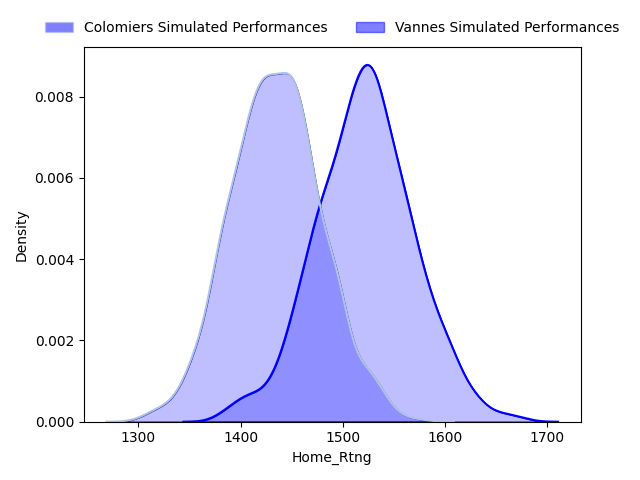 Colomiers Simulated Performances
Vannes Simulated Performances
0.008
0.006
0.004
0.002
0.000
Density
1300
1400
1500
1600
1700
Home_Rtng